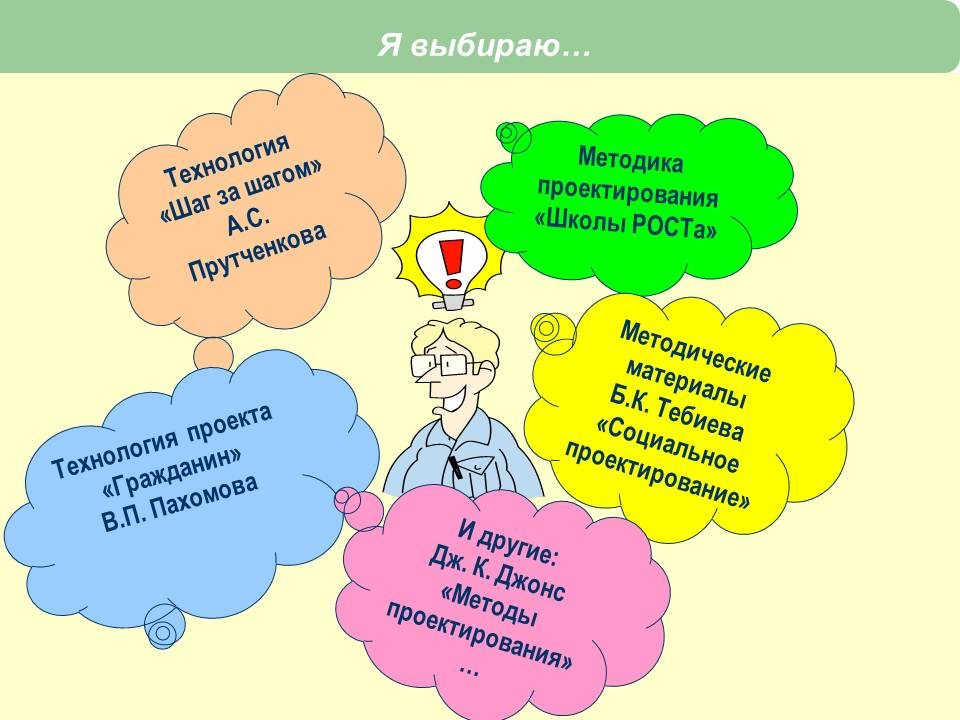 Я выбираю…
Технология
«Шаг за шагом»
А.С.
Прутченкова
Методика
проектирования
«Школы РОСТа»
Методические
материалы
Б.К. Тебиева
«Социальное
проектирование»
Технология проекта
«Гражданин»
В.П. Пахомова
И другие:
Дж. К. Джонс
«Методы
проектирования»
…